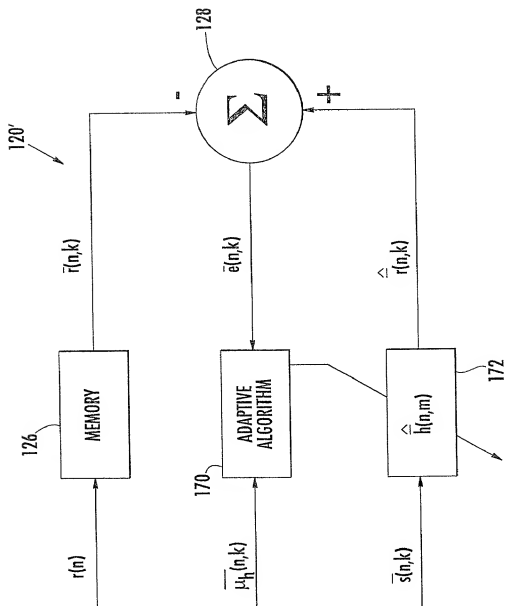 120'
r(n)
126
MEMORY
r̄(n,k)
-
128
Σ
μ̄ₕ(n,k)
170
ADAPTIVE
ALGORITHM
ē(n,k)
+
s̄(n,k)
ĥ̲(n,m)
172
r̲̂(n,k)